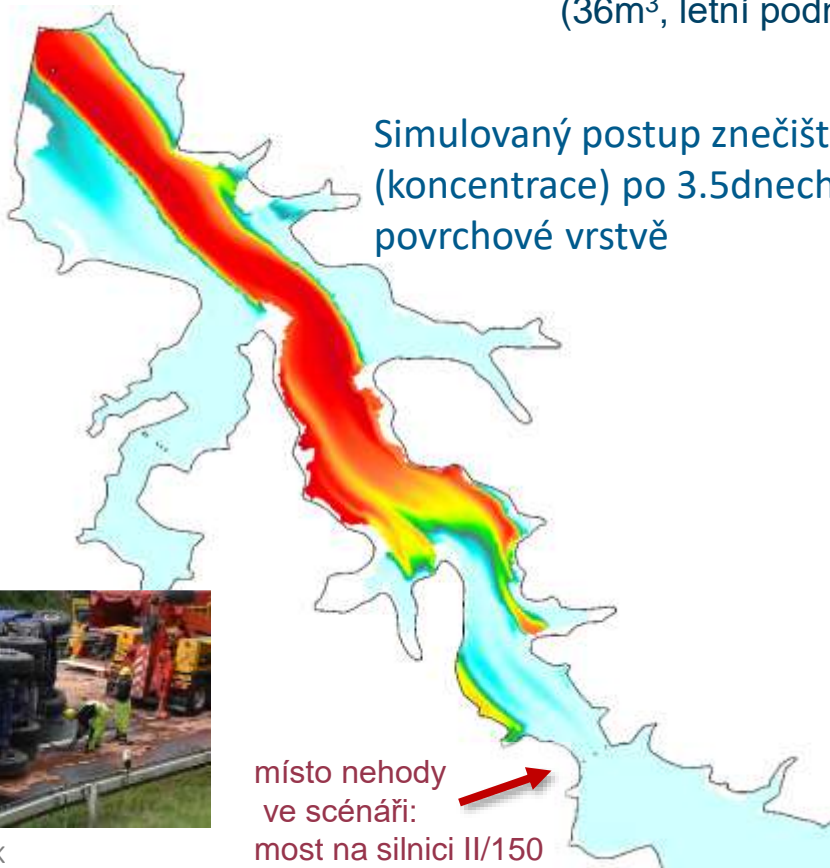 (36m³, letní podm
Simulovaný postup znečišt
(koncentrace) po 3.5dnech
povrchové vrstvě
místo nehody
ve scénáři:
most na silnici II/150